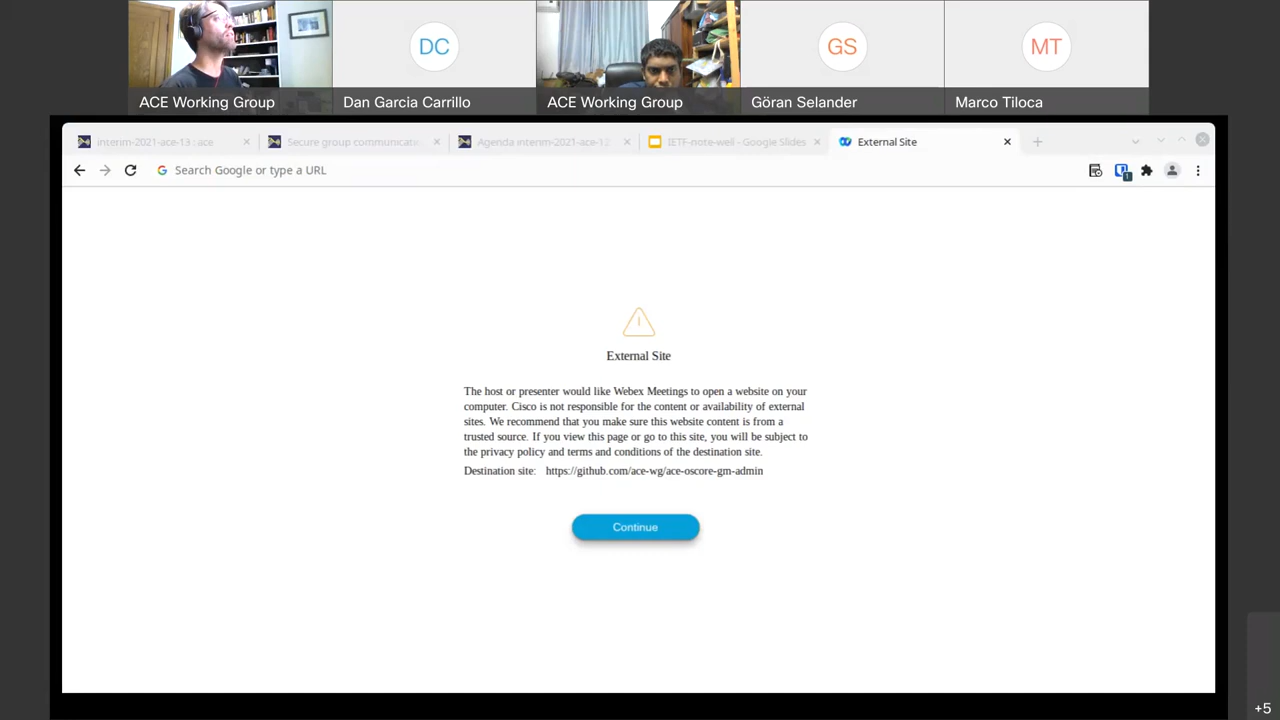 DC
GS
MT
ACE Working Group
Dan Garcia Carrillo
ACE Working Group
Göran Selander
Marco Tiloca
interim-2021-ace-13 : ace
Secure group communicatio
Agenda interim-2021-ace-12
IETF-note-well - Google Slides
External Site
Search Google or type a URL
1
External Site
The host or presenter would like Webex Meetings to open a website on your
computer. Cisco is not responsible for the content or availability of external
sites. We recommend that you make sure this website content is from a
trusted source. If you view this page or go to this site, you will be subject to
the privacy policy and terms and conditions of the destination site.
Destination site: https://github.com/ace-wg/ace-oscore-gm-admin
Continue
+5